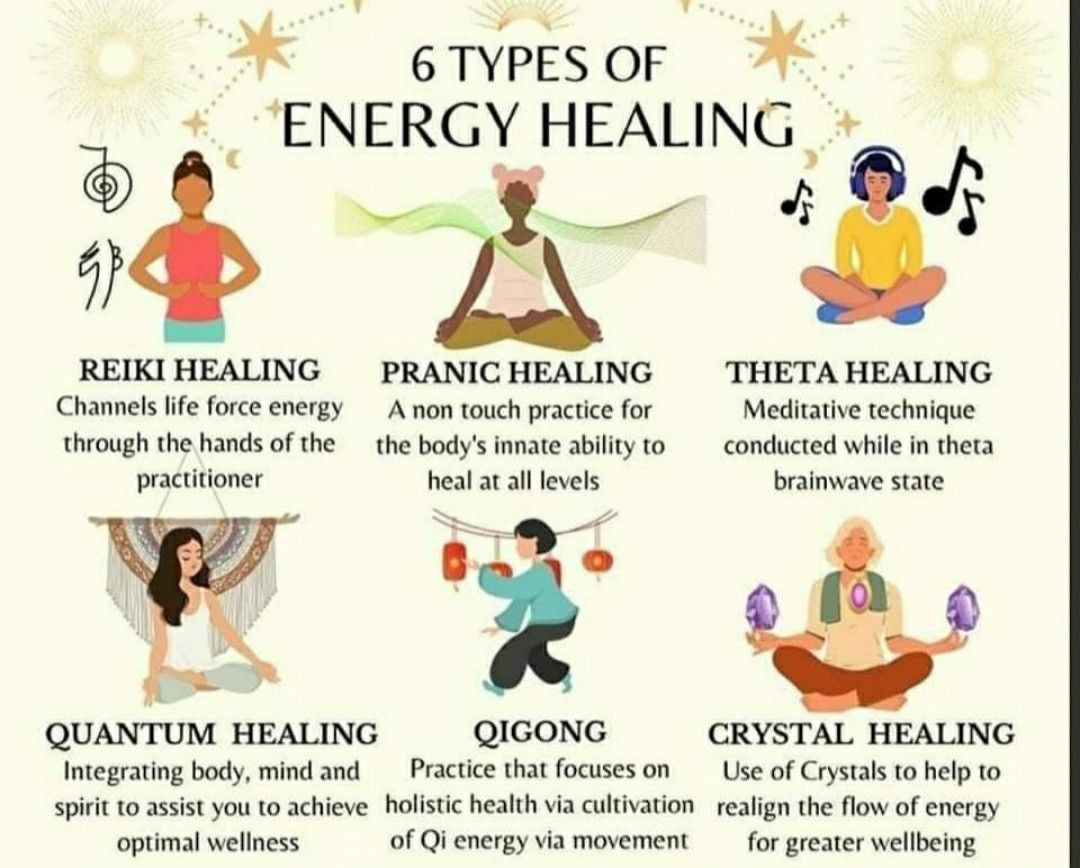 6 TYPES OF
ENERGY HEALING
REIKI HEALING
Channels life force energy
through the hands of the
practitioner
PRANIC HEALING
A non touch practice for
the body's innate ability to
heal at all levels
THETA HEALING
Meditative technique
conducted while in theta
brainwave state
QUANTUM HEALING
Integrating body, mind and
spirit to assist you to achieve
optimal wellness
QIGONG
Practice that focuses on
holistic health via cultivation
of Qi energy via movement
CRYSTAL HEALING
Use of Crystals to help to
realign the flow of energy
for greater wellbeing